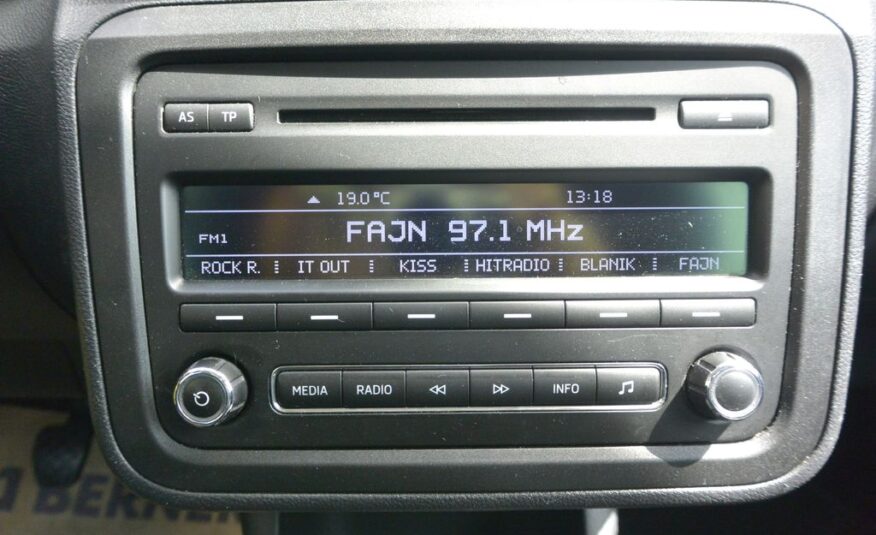 AS TP
19.0°C 13:18
FM1 FAJN 97.1 MHz
ROCK R. IT OUT KISS HITRADIO BLANIK FAJN
MEDIA RADIO INFO
BERNER